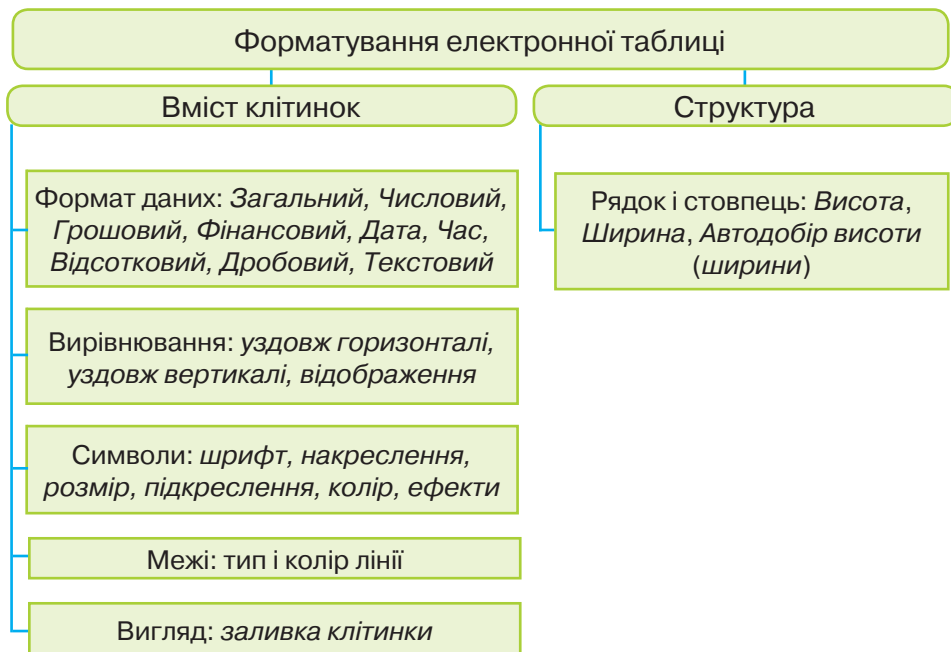 Форматування електронної таблиці
Вміст клітинок
Формат даних: Загальний, Числовий,
Грошовий, Фінансовий, Дата, Час,
Відсотковий, Дробовий, Текстовий
Вирівнювання: уздовж горизонталі,
уздовж вертикалі, відображення
Символи: шрифт, накреслення,
розмір, підкреслення, колір, ефекти
Межі: тип і колір лінії
Вигляд: заливка клітинки
Структура
Рядок і стовпець: Висота,
Ширина, Автодобір висоти
(ширини)